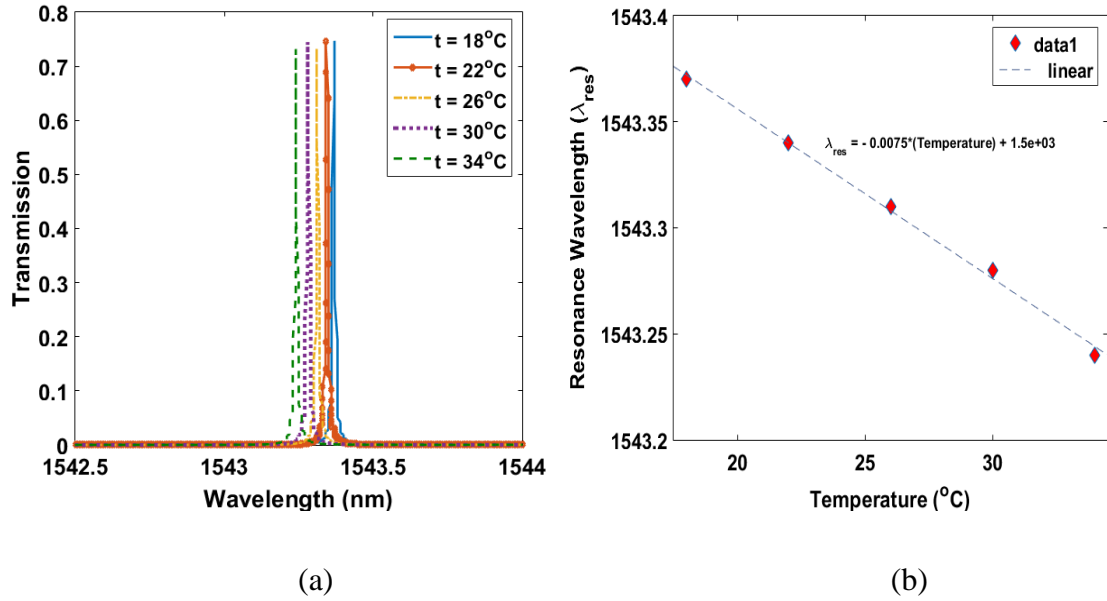 0.8
0.7
0.6
0.5
0.4
0.3
0.2
0.1
0
Transmission
t = 18°C
t = 22°C
t = 26°C
t = 30°C
t = 34°C
1542.5 1543 1543.5 1544
Wavelength (nm)
(a)
1543.4
1543.35
1543.3
1543.25
1543.2
Resonance Wavelength (λres)
data1
linear
λres = - 0.0075*(Temperature) + 1.5e+03
20 25 30
Temperature (°C)
(b)